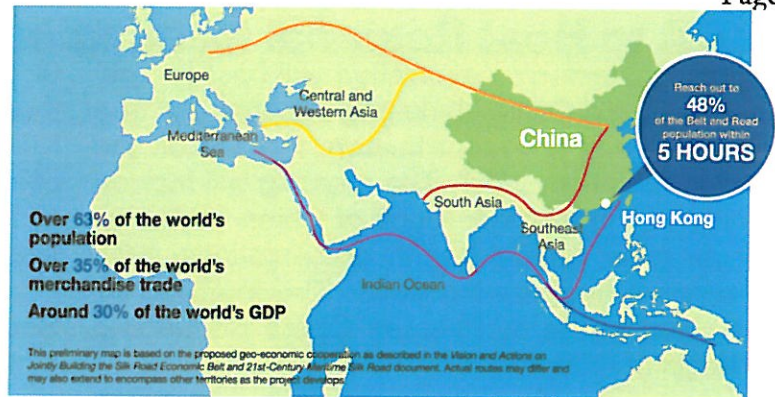 Page
Reach out to
48%
of the Belt and Road
population within
5 HOURS
Europe
Central and
Western Asia
China
Mediterranean
Sea
South Asia
Southeast
Asia
Hong Kong
Indian Ocean
Over 63% of the world's
population
Over 35% of the world's
merchandise trade
Around 30% of the world's GDP
This preliminary map is based on the proposed geo-economic cooperation as described in the Vision and Actions on
Jointly Building the Silk Road Economic Belt and 21st-Century Maritime Silk Road document. Actual routes may differ and
may also extend to encompass other territories as the project develops.